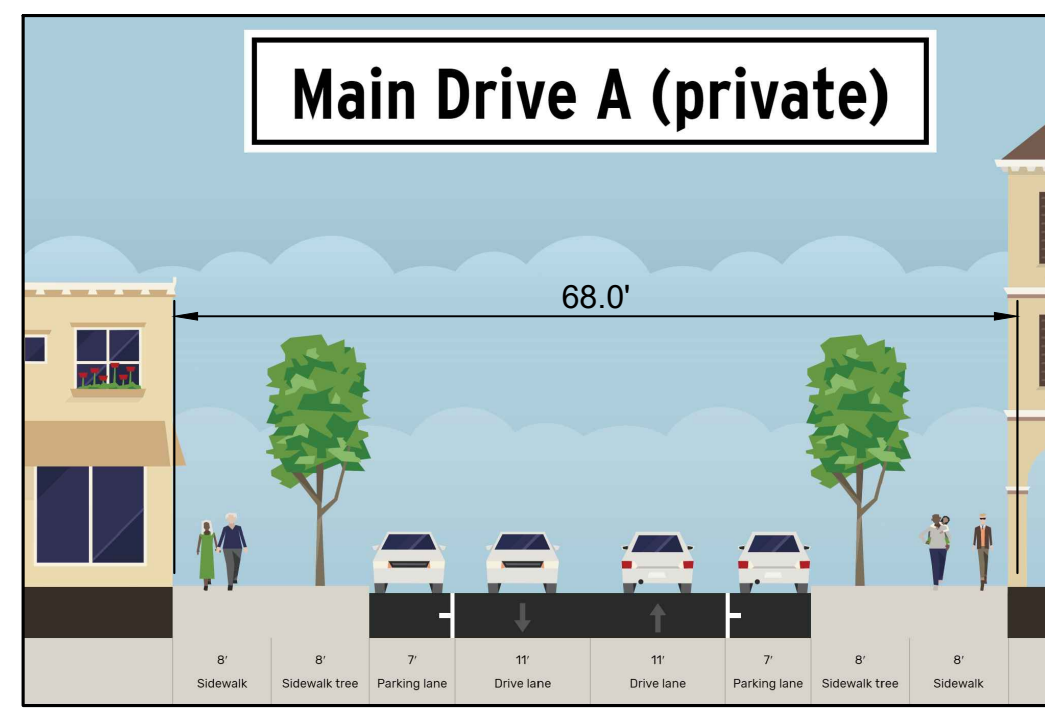 Main Drive A (private)
68.0'
8' 8' 7' 11' 11' 7' 8' 8'
Sidewalk Sidewalk tree Parking lane Drive lane Drive lane Parking lane Sidewalk tree Sidewalk